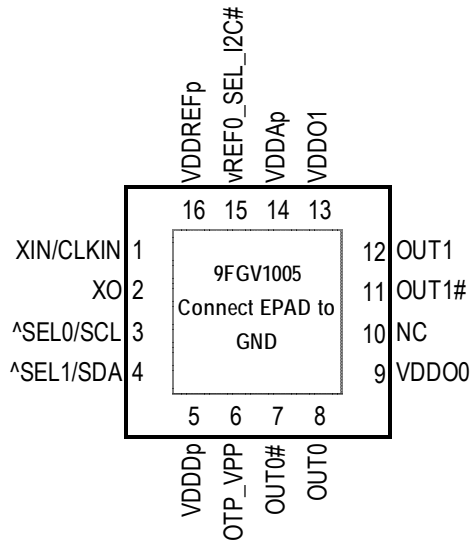 VDDREFp
vREF0_SEL_I2C#
VDDAp
VDDO1
16 15 14 13
XIN/CLKIN 1
XO 2
^SEL0/SCL 3
^SEL1/SDA 4
9FGV1005
Connect EPAD to
GND
12 OUT1
11 OUT1#
10 NC
9 VDDO0
5 6 7 8
VDDDp
OTP_VPP
OUT0#
OUT0